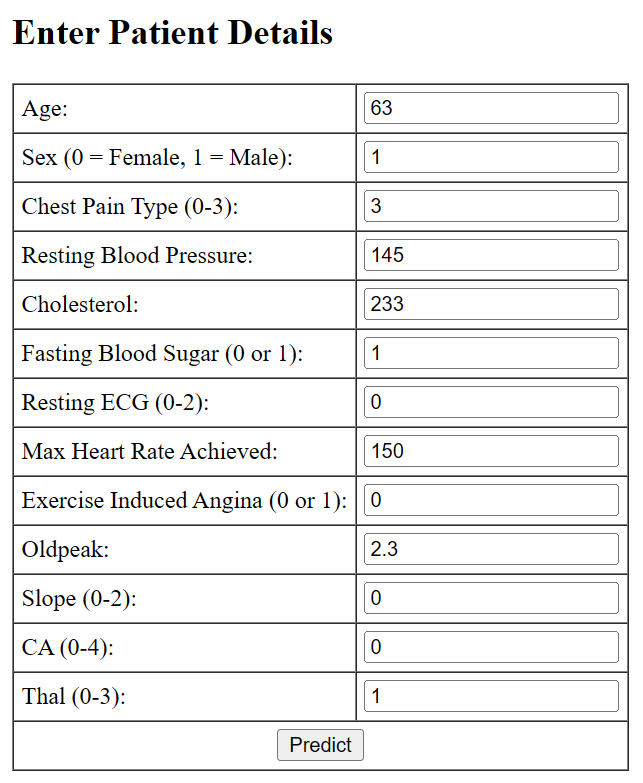 Enter Patient Details
Age: 63
Sex (0 = Female, 1 = Male): 1
Chest Pain Type (0-3): 3
Resting Blood Pressure: 145
Cholesterol: 233
Fasting Blood Sugar (0 or 1): 1
Resting ECG (0-2): 0
Max Heart Rate Achieved: 150
Exercise Induced Angina (0 or 1): 0
Oldpeak: 2.3
Slope (0-2): 0
CA (0-4): 0
Thal (0-3): 1
Predict